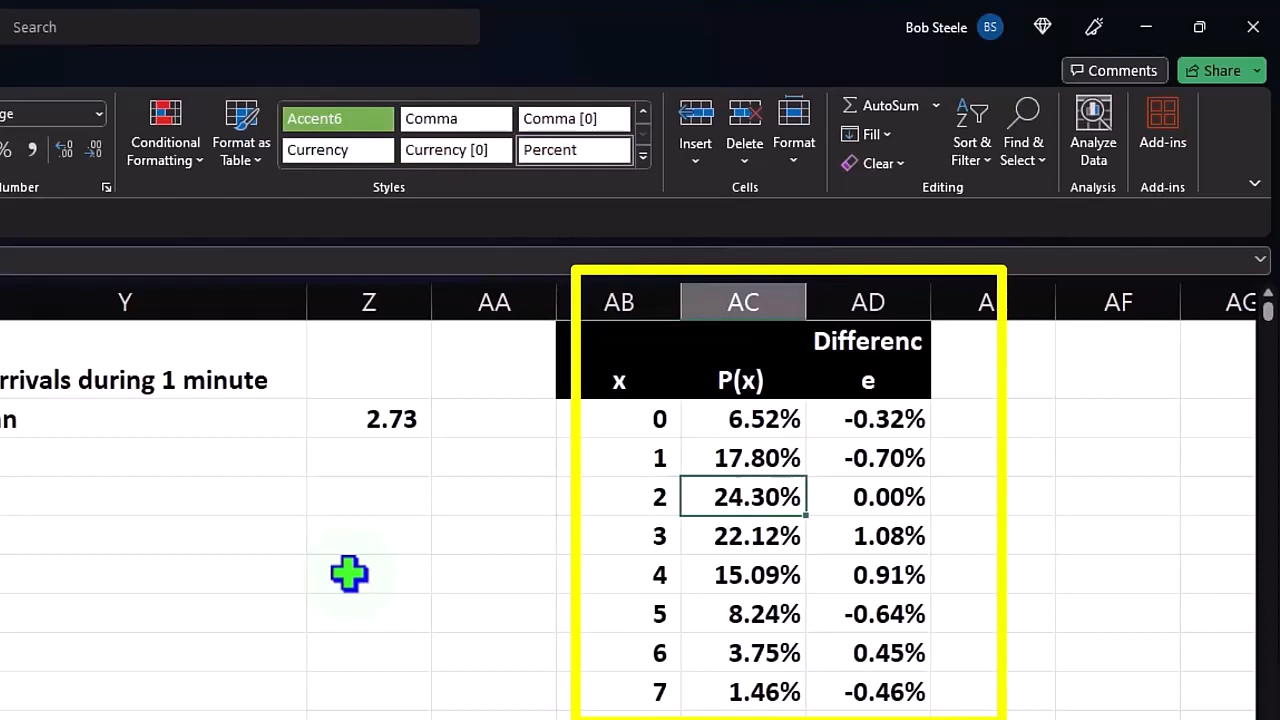 Search
Bob Steele BS
Comments
Share
ge
Conditional Formatting
Format as Table
Accent6
Comma
Comma [0]
Currency
Currency [0]
Percent
Insert
Delete
Format
AutoSum
Fill
Clear
Sort & Filter
Find & Select
Analyze Data
Add-ins
%
umber
Styles
Cells
Editing
Analysis
Add-ins
Y Z AA AB AC AD A AF AG
Differenc
rrivals during 1 minute x P(x) e
n 2.73 0 6.52% -0.32%
1 17.80% -0.70%
2 24.30% 0.00%
3 22.12% 1.08%
4 15.09% 0.91%
5 8.24% -0.64%
6 3.75% 0.45%
7 1.46% -0.46%